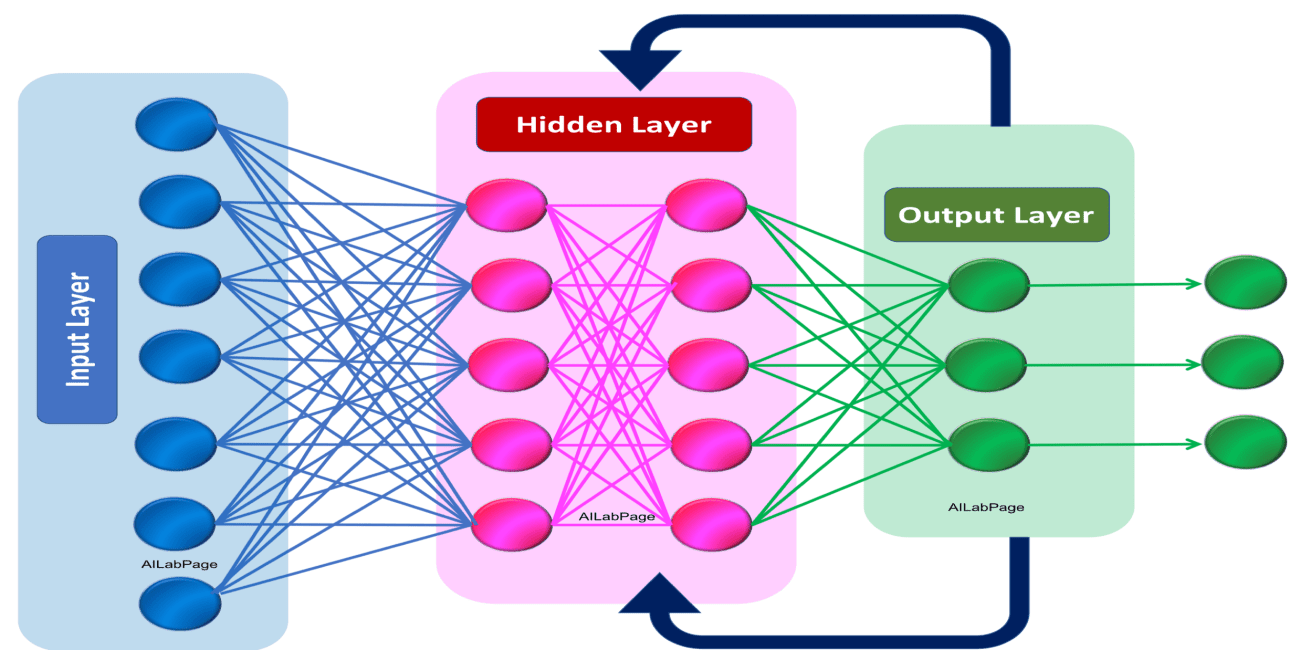 Input Layer
AILabPage
Hidden Layer
AILabPage
Output Layer
AILabPage